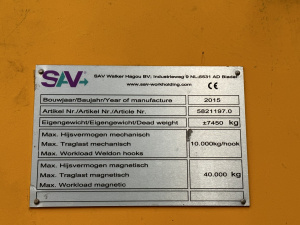 SAV
SAV Walker Hagou BV; Industrieweg 9 NL-5531 AD Bladel
www.sav-workholding.com
CE
Bouwjaar/Baujahr/Year of manufacture 2015
Artikel Nr./Artikel Nr./Article Nr. 5821197.0
Eigengewicht/Eigengewicht/Dead weight ±7450 kg
Max. Hijsvermogen mechanisch
Max. Traglast mechanisch 10.000kg/hook
Max. Workload Weldon hooks
Max. Hijsvermogen magnetisch
Max. Traglast magnetisch 40.000 kg
Max. Workload magnetic